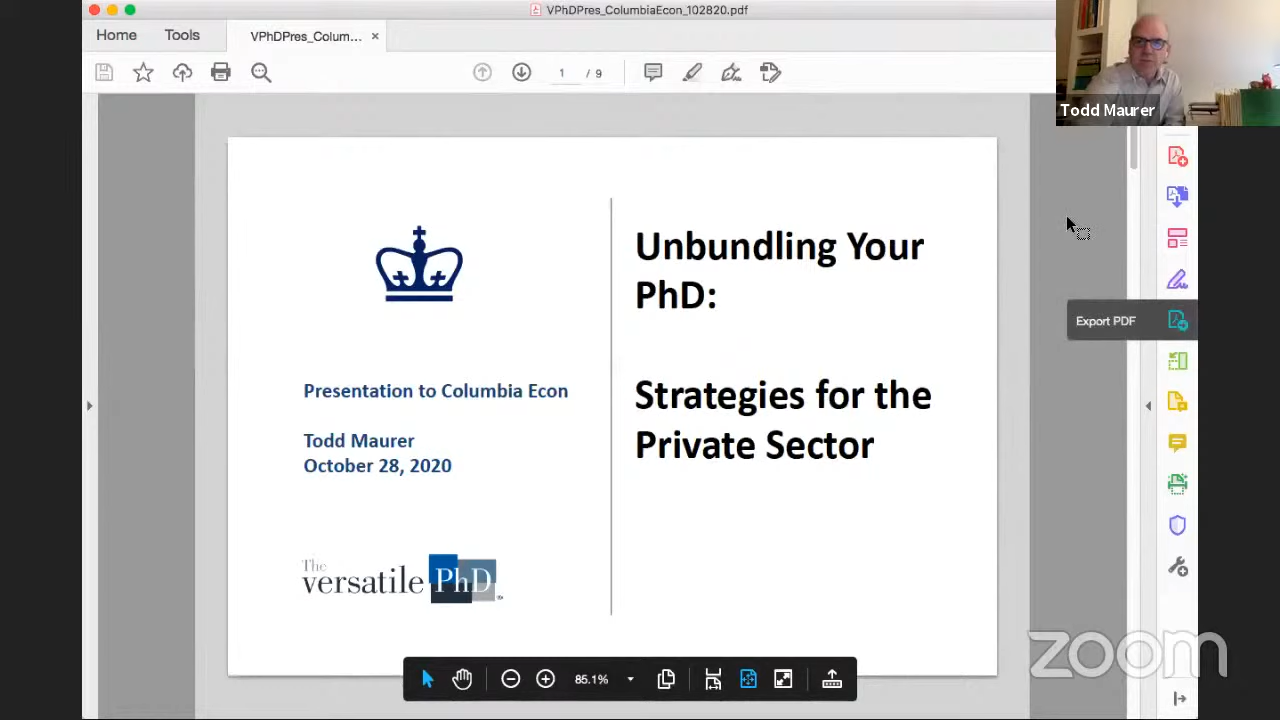 VPhDPres_ColumbiaEcon_102820.pdf
Home
Tools
VPhDPres_Colum...
1 / 9
Todd Maurer
Unbundling Your
PhD:
Strategies for the
Private Sector
Presentation to Columbia Econ
Todd Maurer
October 28, 2020
The
versatile PhD
Export PDF
85.1%
zoom